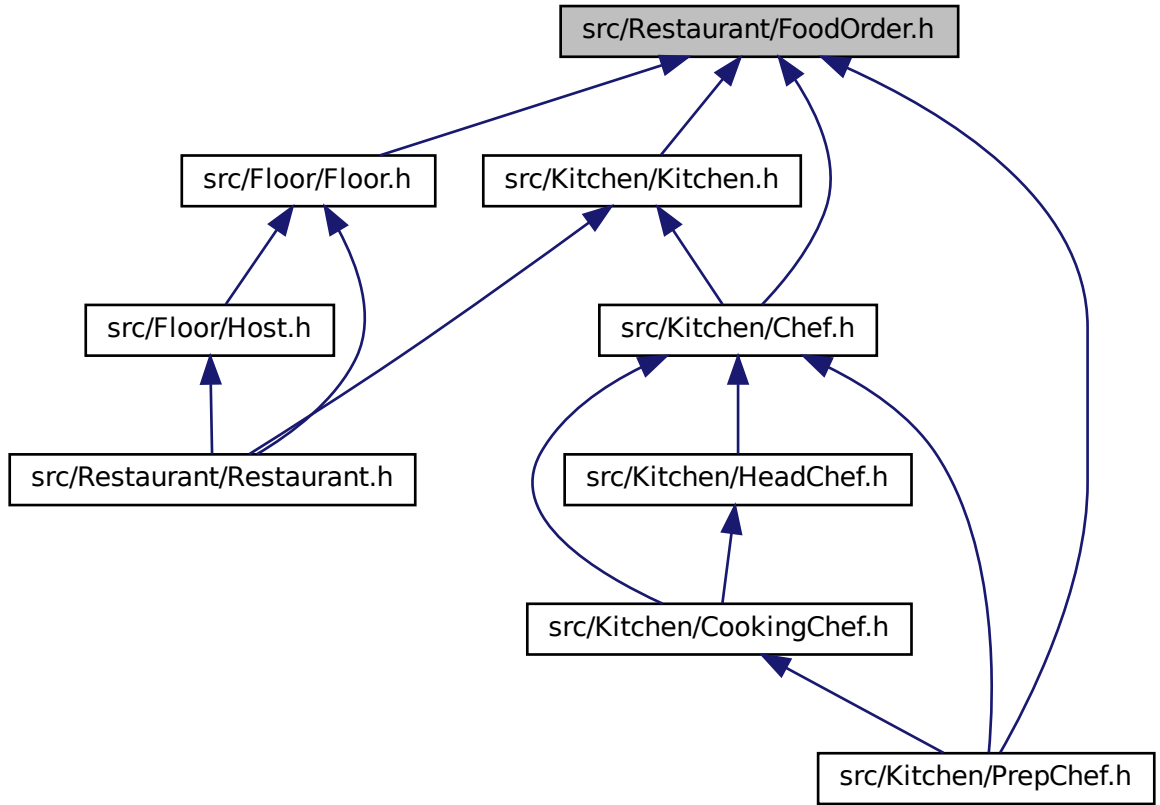 src/Restaurant/FoodOrder.h
src/Floor/Floor.h
src/Kitchen/Kitchen.h
src/Floor/Host.h
src/Kitchen/Chef.h
src/Restaurant/Restaurant.h
src/Kitchen/HeadChef.h
src/Kitchen/CookingChef.h
src/Kitchen/PrepChef.h